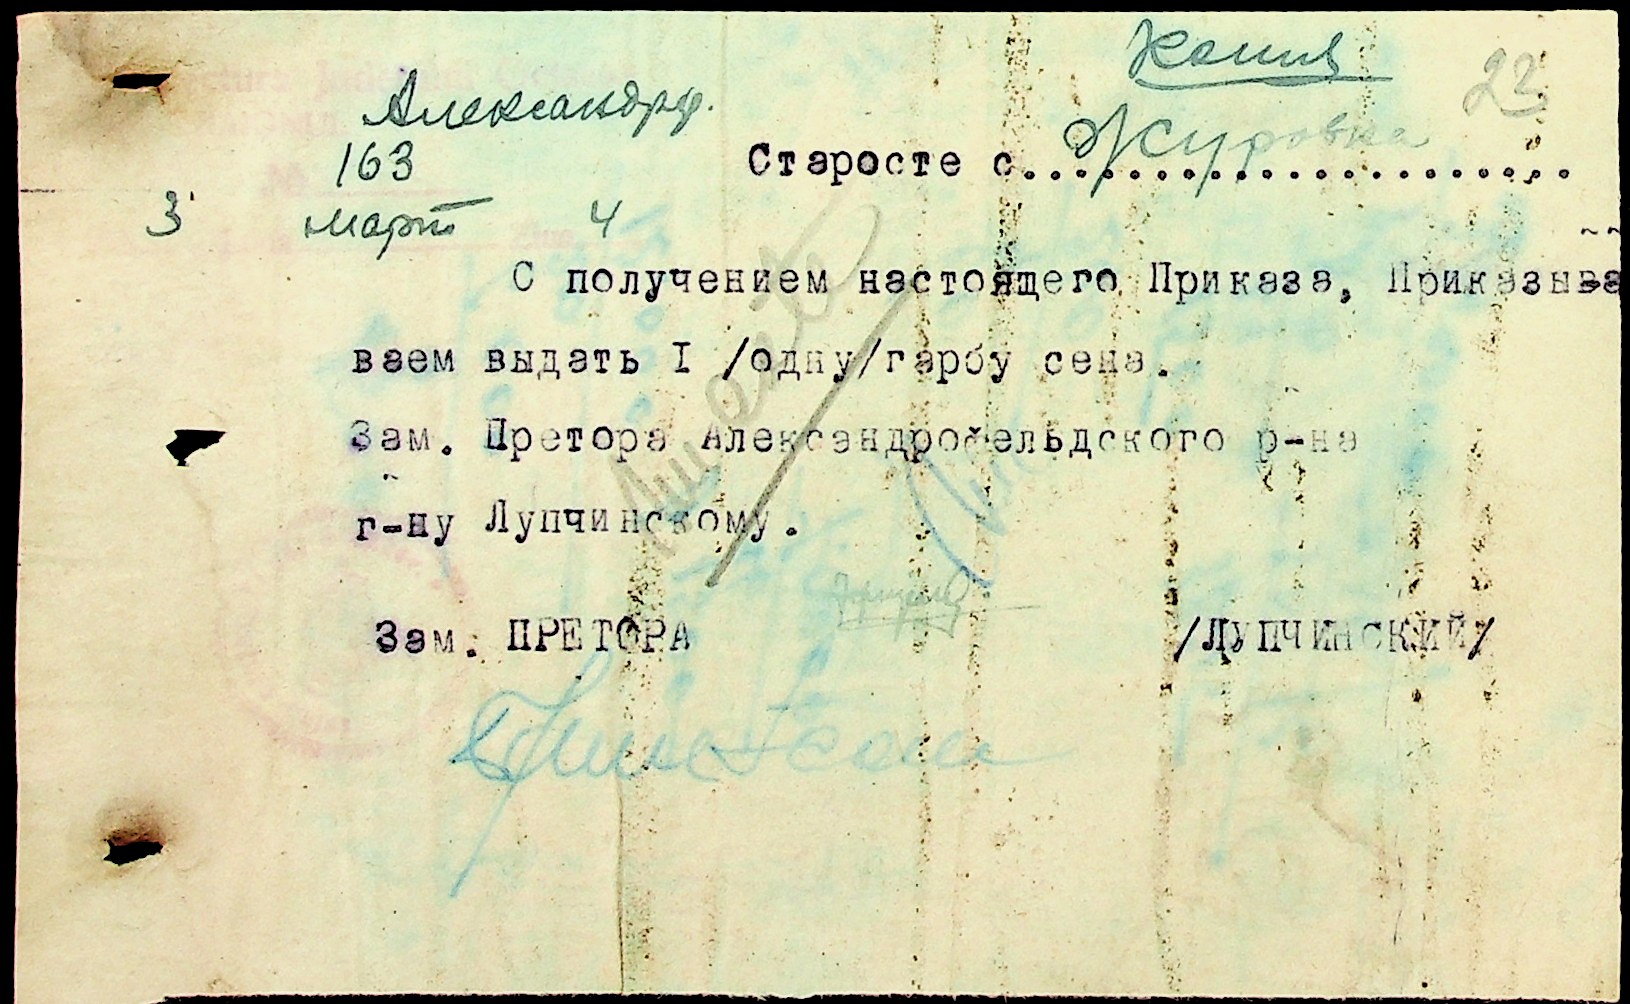 Копия
22
Александрф.
163
Старосте с. Журовка
3 март 4
С получением настоящего Приказа, Приказыва
ваем выдать I /одну/гарбу сена.
Зам. Претора Александрофельдского р-на
г-ну Лупчинскому.
Зам. ПРЕТОРА /ЛУПЧИНСКИЙ/